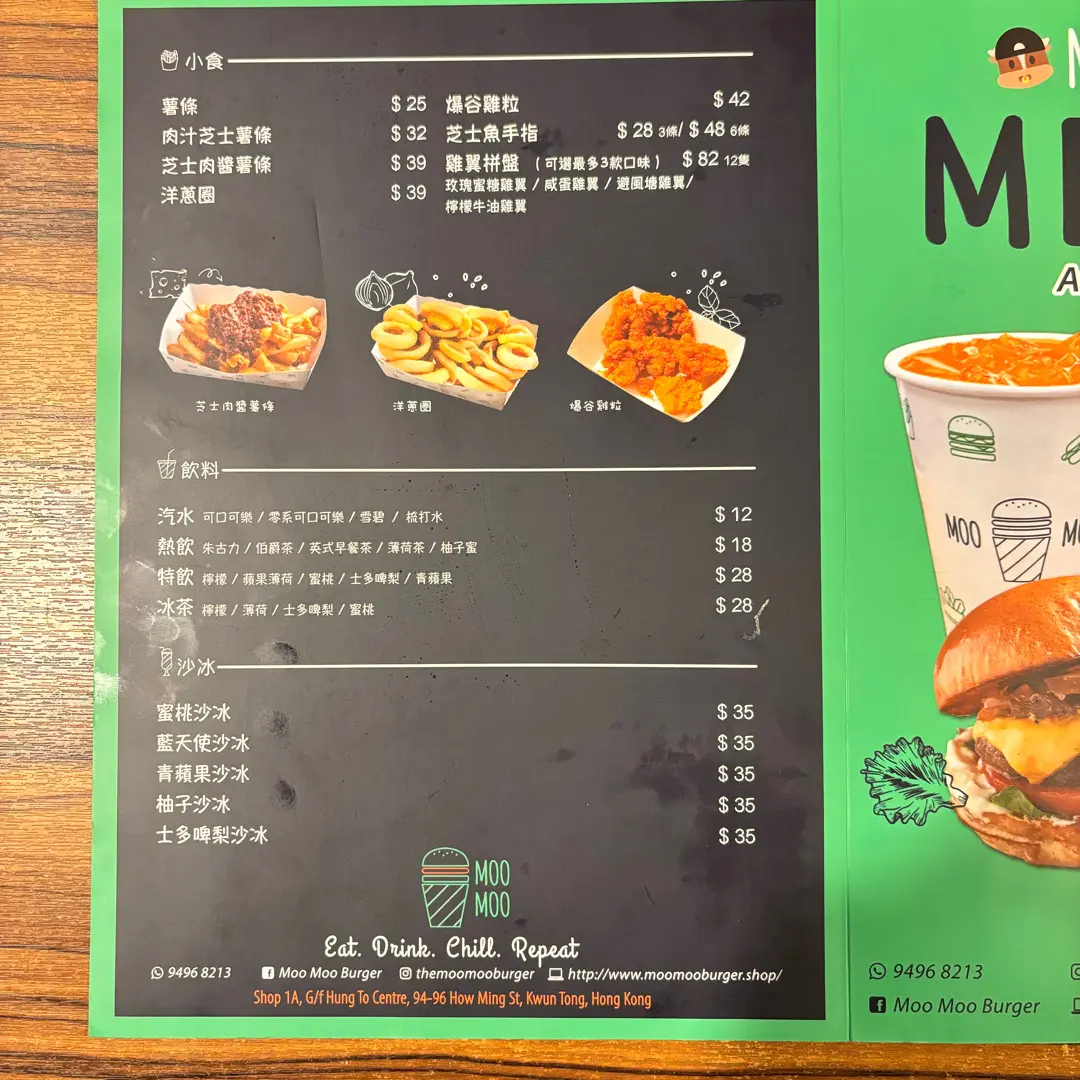 小食
薯條 $ 25
肉汁芝士薯條 $ 32
芝士肉醬薯條 $ 39
洋蔥圈 $ 39
爆谷雞粒 $ 42
芝士魚手指 $ 28 3條/ $ 48 6條
雞翼拼盤 ( 可選最多3款口味 ) $ 82 12隻
玫瑰蜜糖雞翼 / 咸蛋雞翼 / 避風塘雞翼/
檸檬牛油雞翼
芝士肉醬薯條
洋蔥圈
爆谷雞粒
飲料
汽水 可口可樂 / 零系可口可樂 / 雪碧 / 梳打水 $ 12
熱飲 朱古力 / 伯爵茶 / 英式早餐茶 / 薄荷茶 / 柚子蜜 $ 18
特飲 檸檬 / 蘋果薄荷 / 蜜桃 / 士多啤梨 / 青蘋果 $ 28
冰茶 檸檬 / 薄荷 / 士多啤梨 / 蜜桃 $ 28
沙冰
蜜桃沙冰 $ 35
藍天使沙冰 $ 35
青蘋果沙冰 $ 35
柚子沙冰 $ 35
士多啤梨沙冰 $ 35
MOO
MOO
Eat. Drink. Chill. Repeat
9496 8213 Moo Moo Burger themoomooburger http://www.moomooburger.shop/
Shop 1A, G/f Hung To Centre, 94-96 How Ming St, Kwun Tong, Hong Kong
M
MOO
9496 8213
Moo Moo Burger